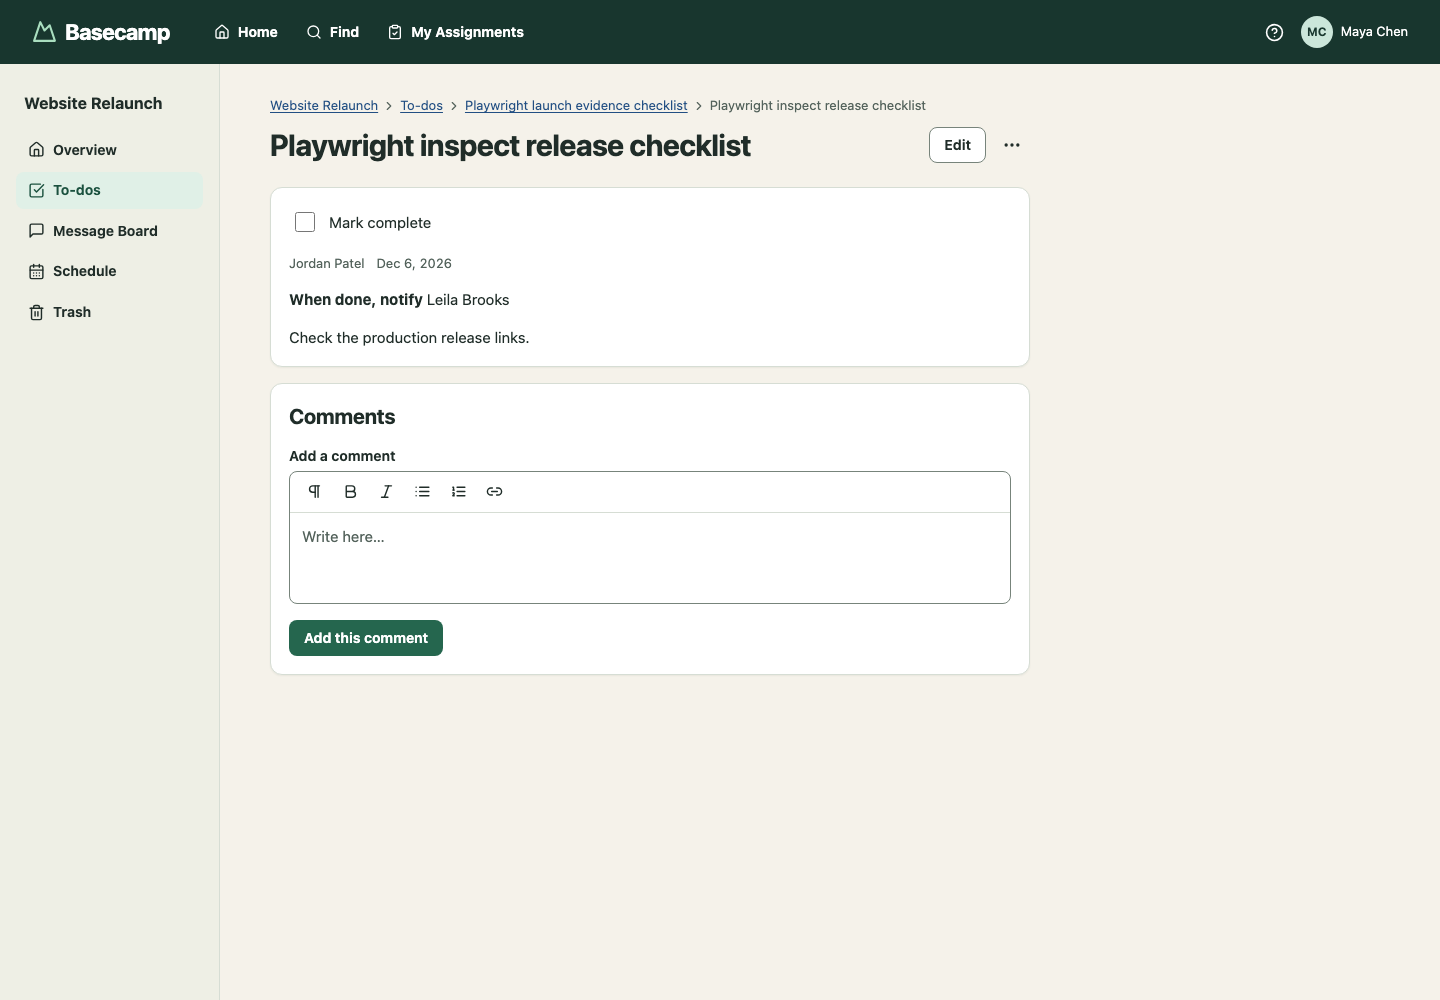 Basecamp
Home
Find
My Assignments
MC
Maya Chen
Website Relaunch
Overview
To-dos
Message Board
Schedule
Trash
Website Relaunch > To-dos > Playwright launch evidence checklist > Playwright inspect release checklist
Playwright inspect release checklist
Edit
Mark complete
Jordan Patel Dec 6, 2026
When done, notify Leila Brooks
Check the production release links.
Comments
Add a comment
Write here…
Add this comment